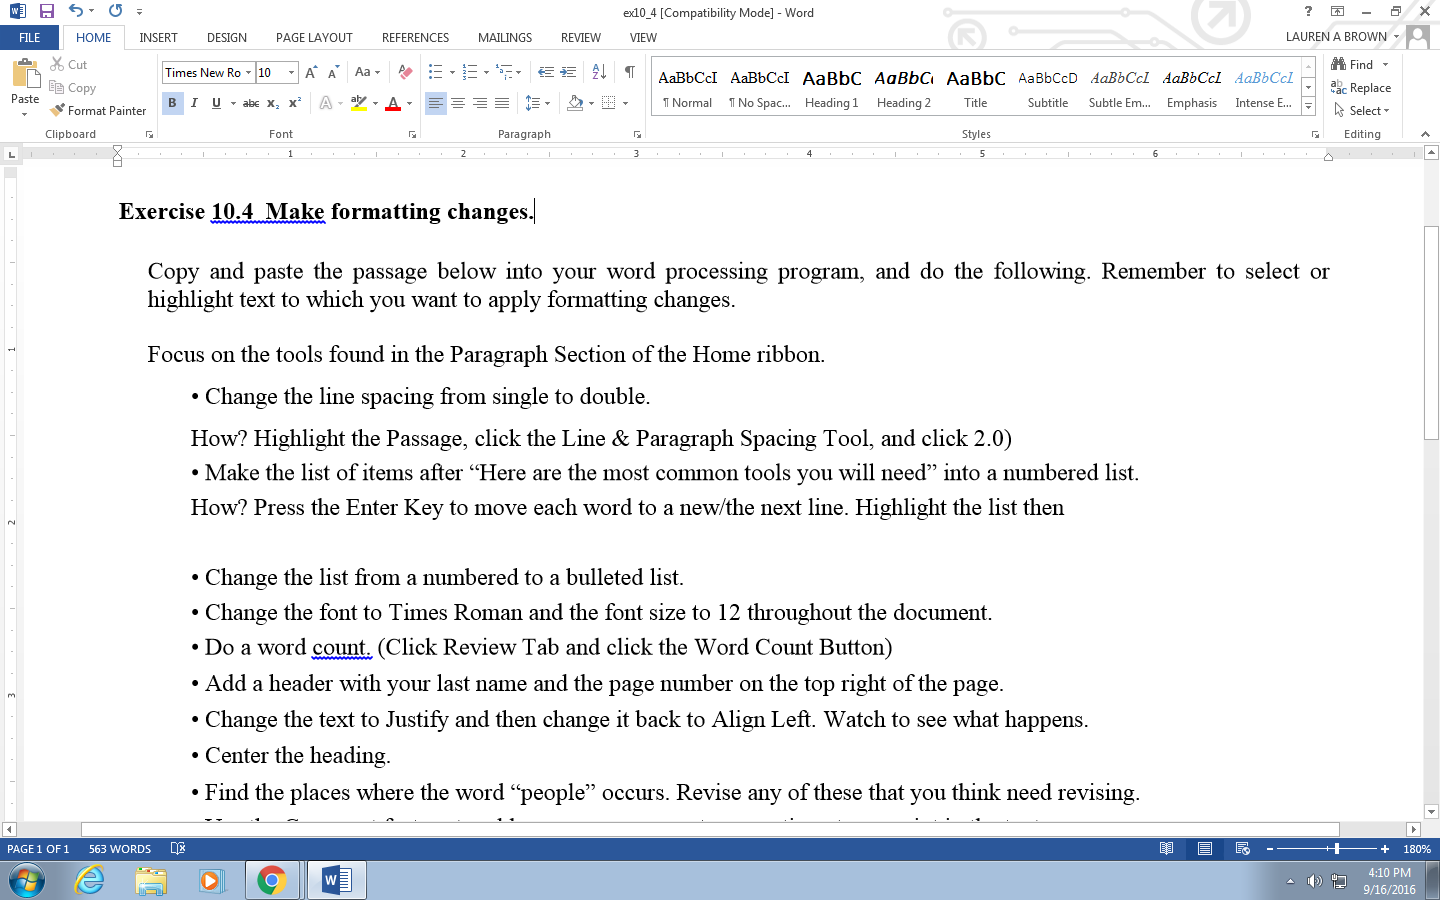 ex10_4 [Compatibility Mode] - Word
?
FILE HOME INSERT DESIGN PAGE LAYOUT REFERENCES MAILINGS REVIEW VIEW LAUREN A BROWN
Paste
Cut
Copy
Format Painter
Clipboard
Times New Ro 10
B I U abc x₂ x²
Font
Paragraph
AaBbCcI AaBbCcI AaBbC AaBbCc AaBbC AaBbCcD AaBbCcI AaBbCcI AaBbCcI
¶ Normal ¶ No Spac... Heading 1 Heading 2 Title Subtitle Subtle Em... Emphasis Intense E...
Styles
Find
Replace
Select
Editing
1 2 3 4 5 6
Exercise 10.4  Make formatting changes.
Copy and paste the passage below into your word processing program, and do the following. Remember to select or
highlight text to which you want to apply formatting changes.
Focus on the tools found in the Paragraph Section of the Home ribbon.
• Change the line spacing from single to double.
How? Highlight the Passage, click the Line & Paragraph Spacing Tool, and click 2.0)
• Make the list of items after “Here are the most common tools you will need” into a numbered list.
How? Press the Enter Key to move each word to a new/the next line. Highlight the list then
• Change the list from a numbered to a bulleted list.
• Change the font to Times Roman and the font size to 12 throughout the document.
• Do a word count. (Click Review Tab and click the Word Count Button)
• Add a header with your last name and the page number on the top right of the page.
• Change the text to Justify and then change it back to Align Left. Watch to see what happens.
• Center the heading.
• Find the places where the word “people” occurs. Revise any of these that you think need revising.
PAGE 1 OF 1 563 WORDS 180%
4:10 PM
9/16/2016